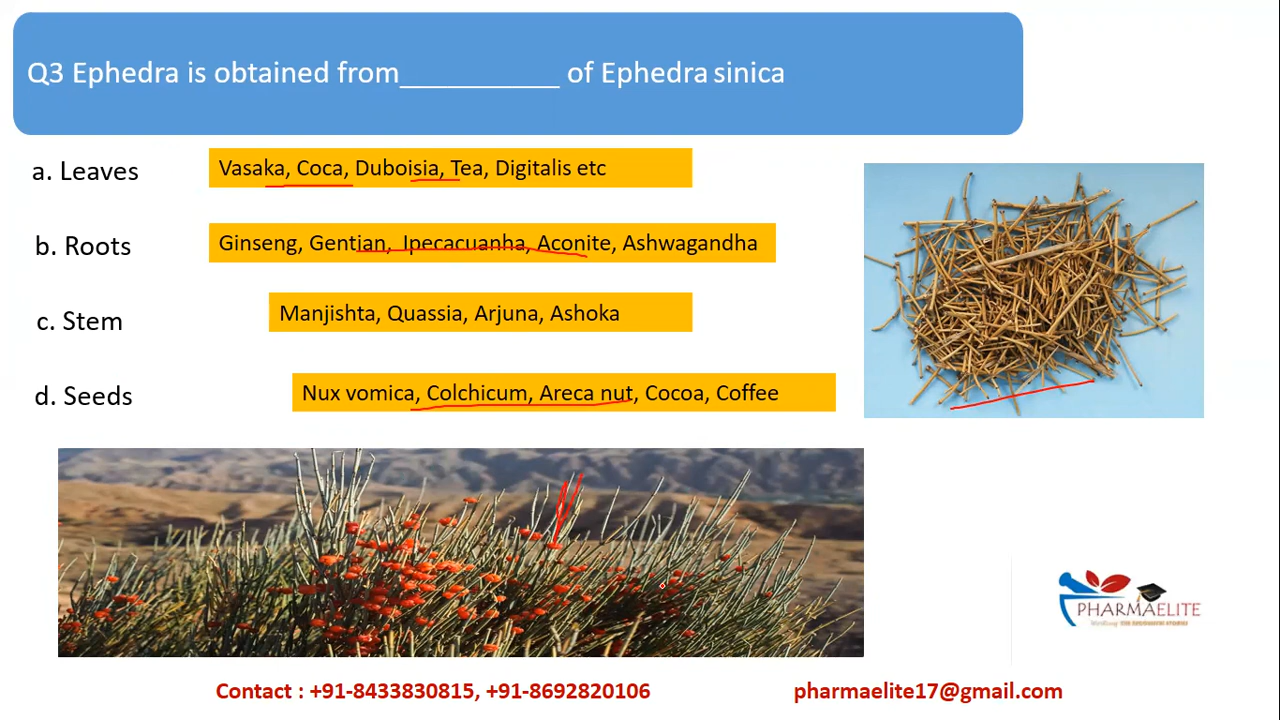 Q3 Ephedra is obtained from__________ of Ephedra sinica
a. Leaves
Vasaka, Coca, Duboisia, Tea, Digitalis etc
b. Roots
Ginseng, Gentian, Ipecacuanha, Aconite, Ashwagandha
c. Stem
Manjishta, Quassia, Arjuna, Ashoka
d. Seeds
Nux vomica, Colchicum, Areca nut, Cocoa, Coffee
PHARMAELITE
Contact : +91-8433830815, +91-8692820106
pharmaelite17@gmail.com